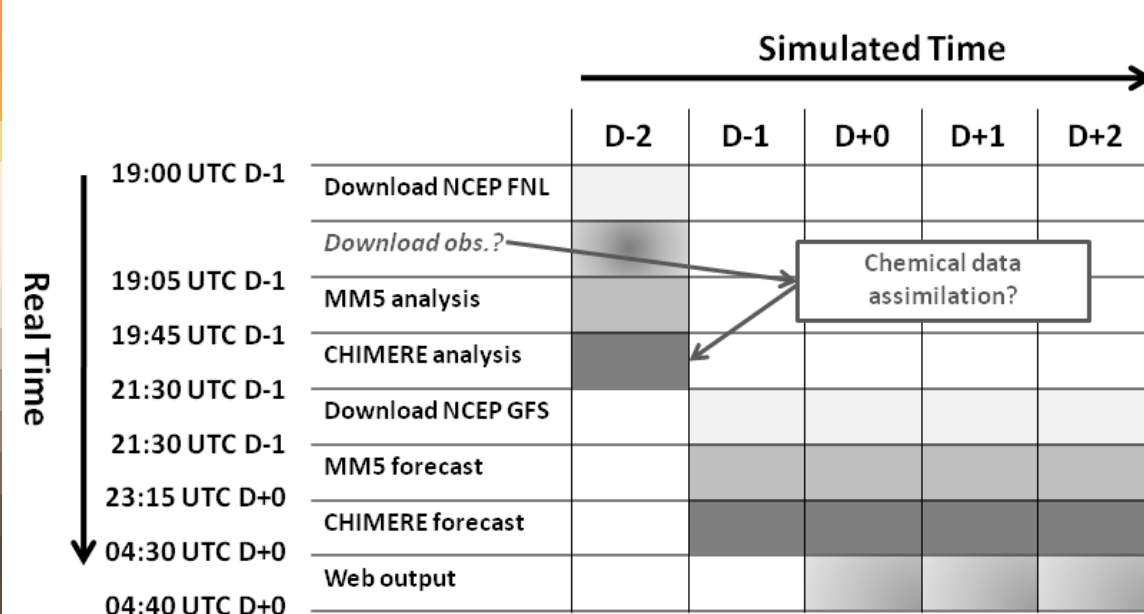 Simulated Time
D-2 D-1 D+0 D+1 D+2
Real Time
19:00 UTC D-1
Download NCEP FNL
Download obs.?
Chemical data
assimilation?
19:05 UTC D-1
MM5 analysis
19:45 UTC D-1
CHIMERE analysis
21:30 UTC D-1
Download NCEP GFS
21:30 UTC D-1
MM5 forecast
23:15 UTC D+0
CHIMERE forecast
04:30 UTC D+0
Web output
04:40 UTC D+0